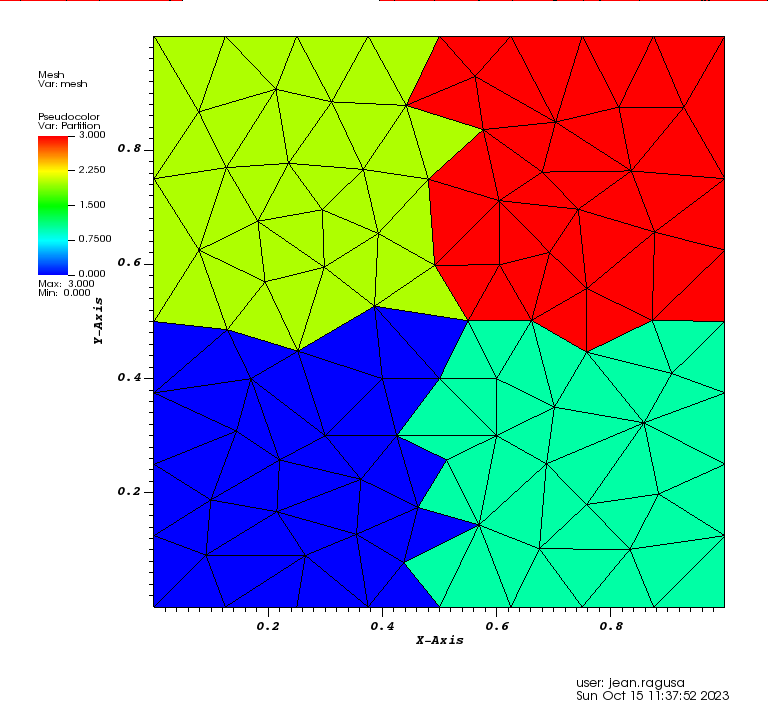 Mesh
Var: mesh
Pseudocolor
Var: Partition
3.000
2.250
1.500
0.7500
0.000
Max: 3.000
Min: 0.000
0.8
0.6
0.4
0.2
Y-Axis
0.2 0.4 0.6 0.8
X-Axis
user: jean.ragusa
Sun Oct 15 11:37:52 2023